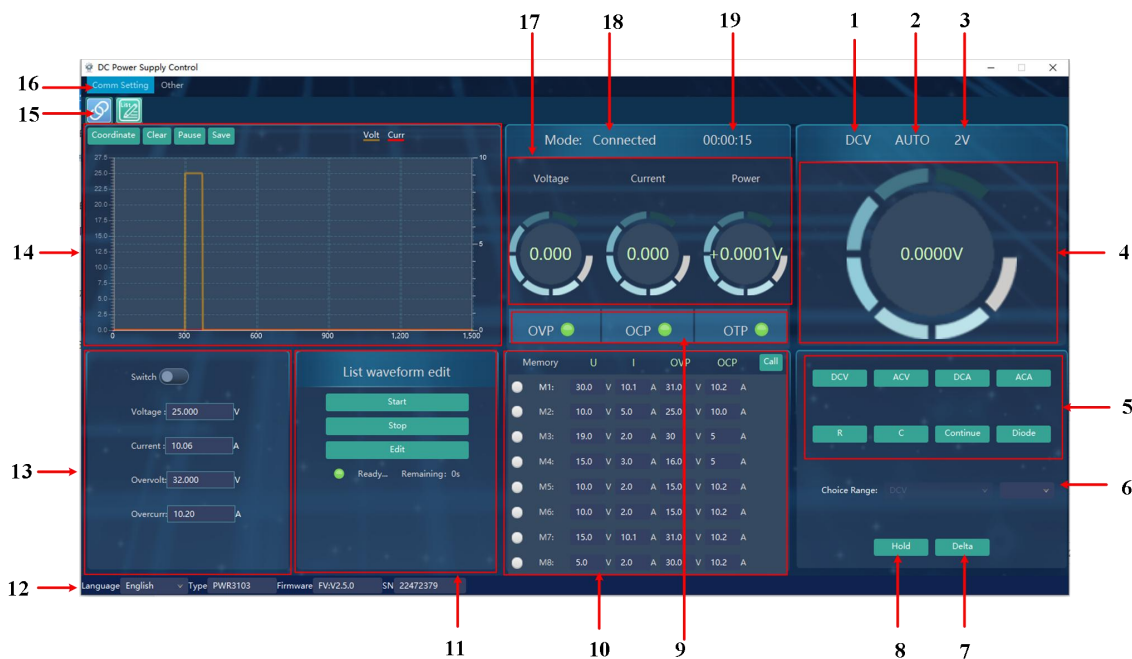 17 18 19 1 2 3
DC Power Supply Control
16 Comm Setting Other
15
Coordinate Clear Pause Save Volt Curr
Mode: Connected 00:00:15
DCV AUTO 2V
27.5 10
25.0
22.5
20.0
17.5
15.0
12.5
10.0
7.5
5.0
2.5
0.0
5
0
0 300 600 900 1,200 1,500
14
Voltage Current Power
0.000 0.000 +0.0001V
0.0000V
4
OVP OCP OTP
Switch
Voltage : 25.000 V
Current : 10.06 A
Overvolt: 32.000 V
Overcurr: 10.20 A
13
List waveform edit
Start
Stop
Edit
Ready... Remaining: 0s
Memory U I OVP OCP Call
M1: 30.0 V 10.1 A 31.0 V 10.2 A
M2: 10.0 V 5.0 A 25.0 V 10.0 A
M3: 19.0 V 2.0 A 30 V 5 A
M4: 15.0 V 3.0 A 16.0 V 5 A
M5: 10.0 V 2.0 A 15.0 V 10.2 A
M6: 10.0 V 2.0 A 15.0 V 10.2 A
M7: 15.0 V 10.1 A 31.0 V 10.2 A
M8: 5.0 V 2.0 A 30.0 V 10.2 A
DCV ACV DCA ACA
R C Continue Diode
5
Choice Range: DCV
6
Hold Delta
12 Language English Type PWR3103 Firmware FV:V2.5.0 SN 22472379
11 10 9 8 7